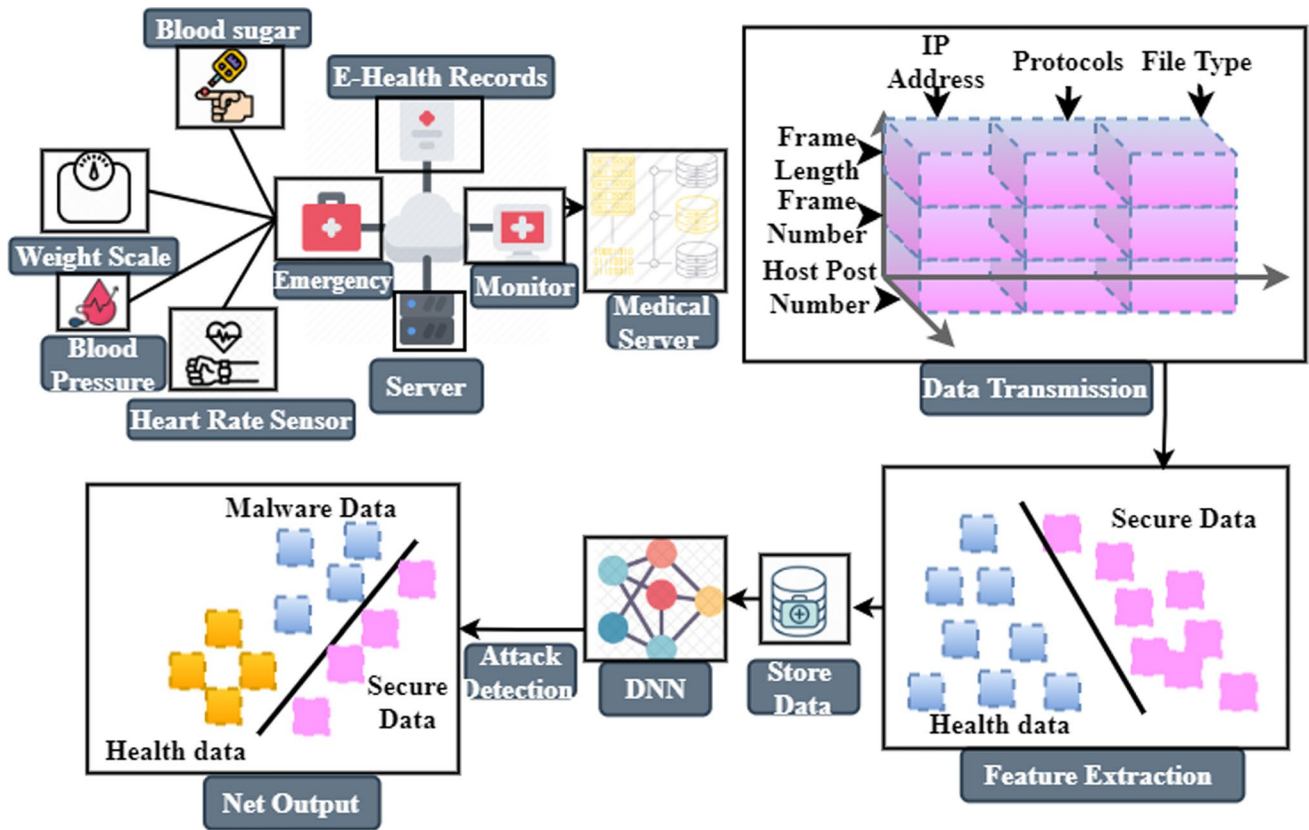 Blood sugar
E-Health Records
Weight Scale
Emergency
Monitor
Blood
Pressure
Heart Rate Sensor
Server
Medical
Server
IP
Address
Protocols
File Type
Frame
Length
Frame
Number
Host Post
Number
Data Transmission
Malware Data
Secure
Data
Health data
Net Output
Attack
Detection
DNN
Store
Data
Secure Data
Health data
Feature Extraction